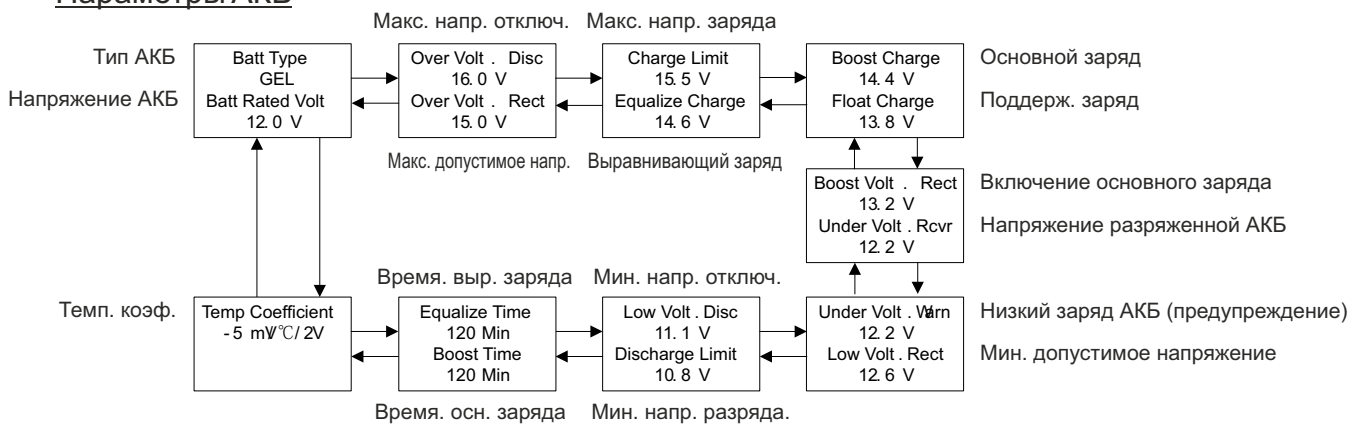 Параметры АКБ
Макс. напр. отключ. Макс. напр. заряда
Тип АКБ
Напряжение АКБ
Batt Type
GEL
Batt Rated Volt
12.0 V
Over Volt . Disc
16.0 V
Over Volt . Rect
15.0 V
Charge Limit
15.5 V
Equalize Charge
14.6 V
Boost Charge
14.4 V
Float Charge
13.8 V
Основной заряд
Поддерж. заряд
Макс. допустимое напр.
Выравнивающий заряд
Boost Volt . Rect
13.2 V
Under Volt . Rcvr
12.2 V
Включение основного заряда
Напряжение разряженной АКБ
Время. выр. заряда
Мин. напр. отключ.
Темп. коэф.
Temp Coefficient
-5 mV/℃/2V
Equalize Time
120 Min
Boost Time
120 Min
Low Volt . Disc
11.1 V
Discharge Limit
10.8 V
Under Volt . Warn
12.2 V
Low Volt . Rect
12.6 V
Низкий заряд АКБ (предупреждение)
Мин. допустимое напряжение
Время. осн. заряда
Мин. напр. разряда.